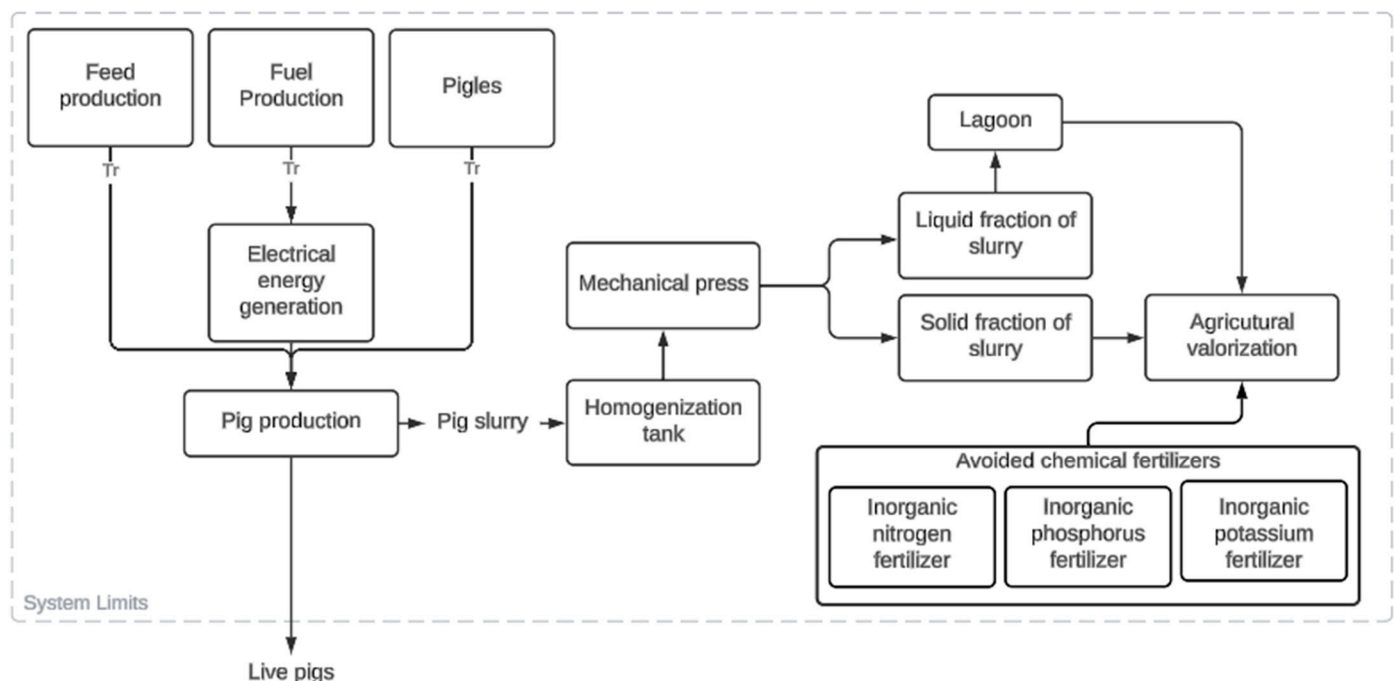 Feed
production
Fuel
Production
Pigles
Tr
Tr
Tr
Electrical
energy
generation
Pig production
Pig slurry
Homogenization
tank
Mechanical press
Lagoon
Liquid fraction of
slurry
Solid fraction of
slurry
Agricutural
valorization
Avoided chemical fertilizers
Inorganic
nitrogen
fertilizer
Inorganic
phosphorus
fertilizer
Inorganic
potassium
fertilizer
System Limits
Live pigs